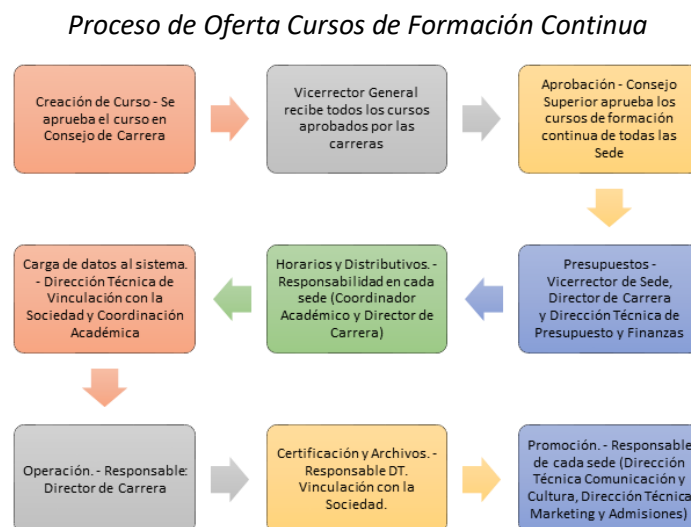 Proceso de Oferta Cursos de Formación Continua
Creación de Curso - Se
aprueba el curso en
Consejo de Carrera
Vicerrector General
recibe todos los cursos
aprobados por las
carreras
Aprobación - Consejo
Superior aprueba los
cursos de formación
continua de todas las
Sede
Presupuestos -
Vicerrector de Sede,
Director de Carrera
y Dirección Técnica de
Presupuesto y Finanzas
Horarios y Distributivos. -
Responsabilidad en cada
sede (Coordinador
Académico y Director de
Carrera)
Carga de datos al sistema.
- Dirección Técnica de
Vinculación con la
Sociedad y Coordinación
Académica
Operación. - Responsable:
Director de Carrera
Certificación y Archivos. -
Responsable DT.
Vinculación con la
Sociedad.
Promoción. - Responsable
de cada sede (Dirección
Técnica Comunicación y
Cultura, Dirección Técnica
Marketing y Admisiones)